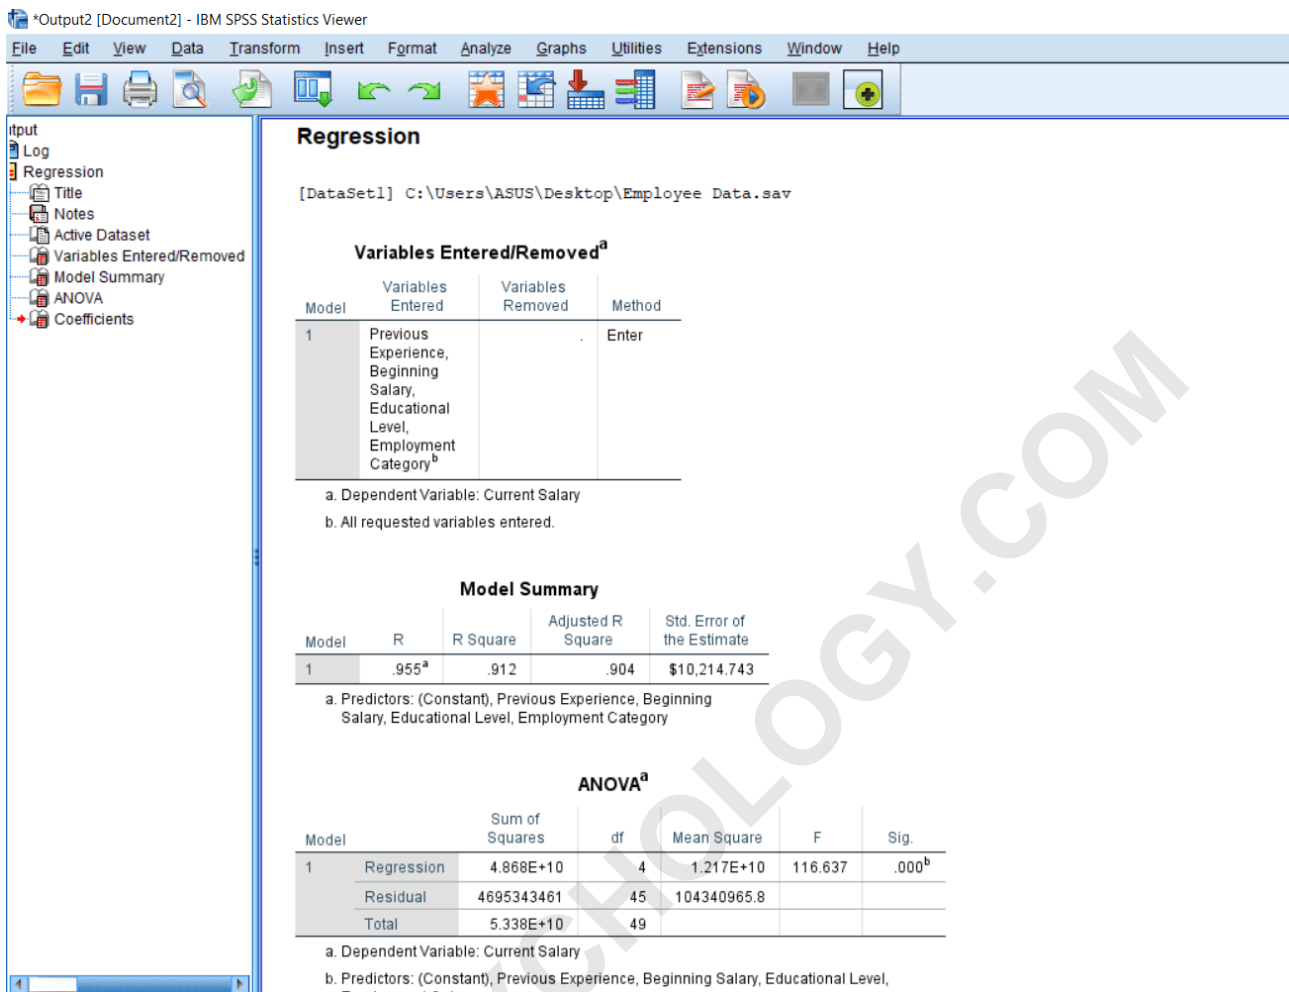 *Output2 [Document2] - IBM SPSS Statistics Viewer
File Edit View Data Transform Insert Format Analyze Graphs Utilities Extensions Window Help
Log
Regression
Title
Notes
Active Dataset
Variables Entered/Removed
Model Summary
ANOVA
Coefficients
Regression
[DataSet1] C:\Users\ASUS\Desktop\Employee Data.sav
Variables Entered/Removedᵃ
Variables Variables
Model Entered Removed Method
1 Previous . Enter
Experience,
Beginning
Salary,
Educational
Level,
Employment
Categoryᵇ
a. Dependent Variable: Current Salary
b. All requested variables entered.
Model Summary
Adjusted R Std. Error of
Model R R Square Square the Estimate
1 .955ᵃ .912 .904 $10,214.743
a. Predictors: (Constant), Previous Experience, Beginning
Salary, Educational Level, Employment Category
ANOVAᵃ
Sum of
Model Squares df Mean Square F Sig.
1 Regression 4.868E+10 4 1.217E+10 116.637 .000ᵇ
Residual 4695343461 45 104340965.8
Total 5.338E+10 49
a. Dependent Variable: Current Salary
b. Predictors: (Constant), Previous Experience, Beginning Salary, Educational Level,
YCHOLOGY.COM